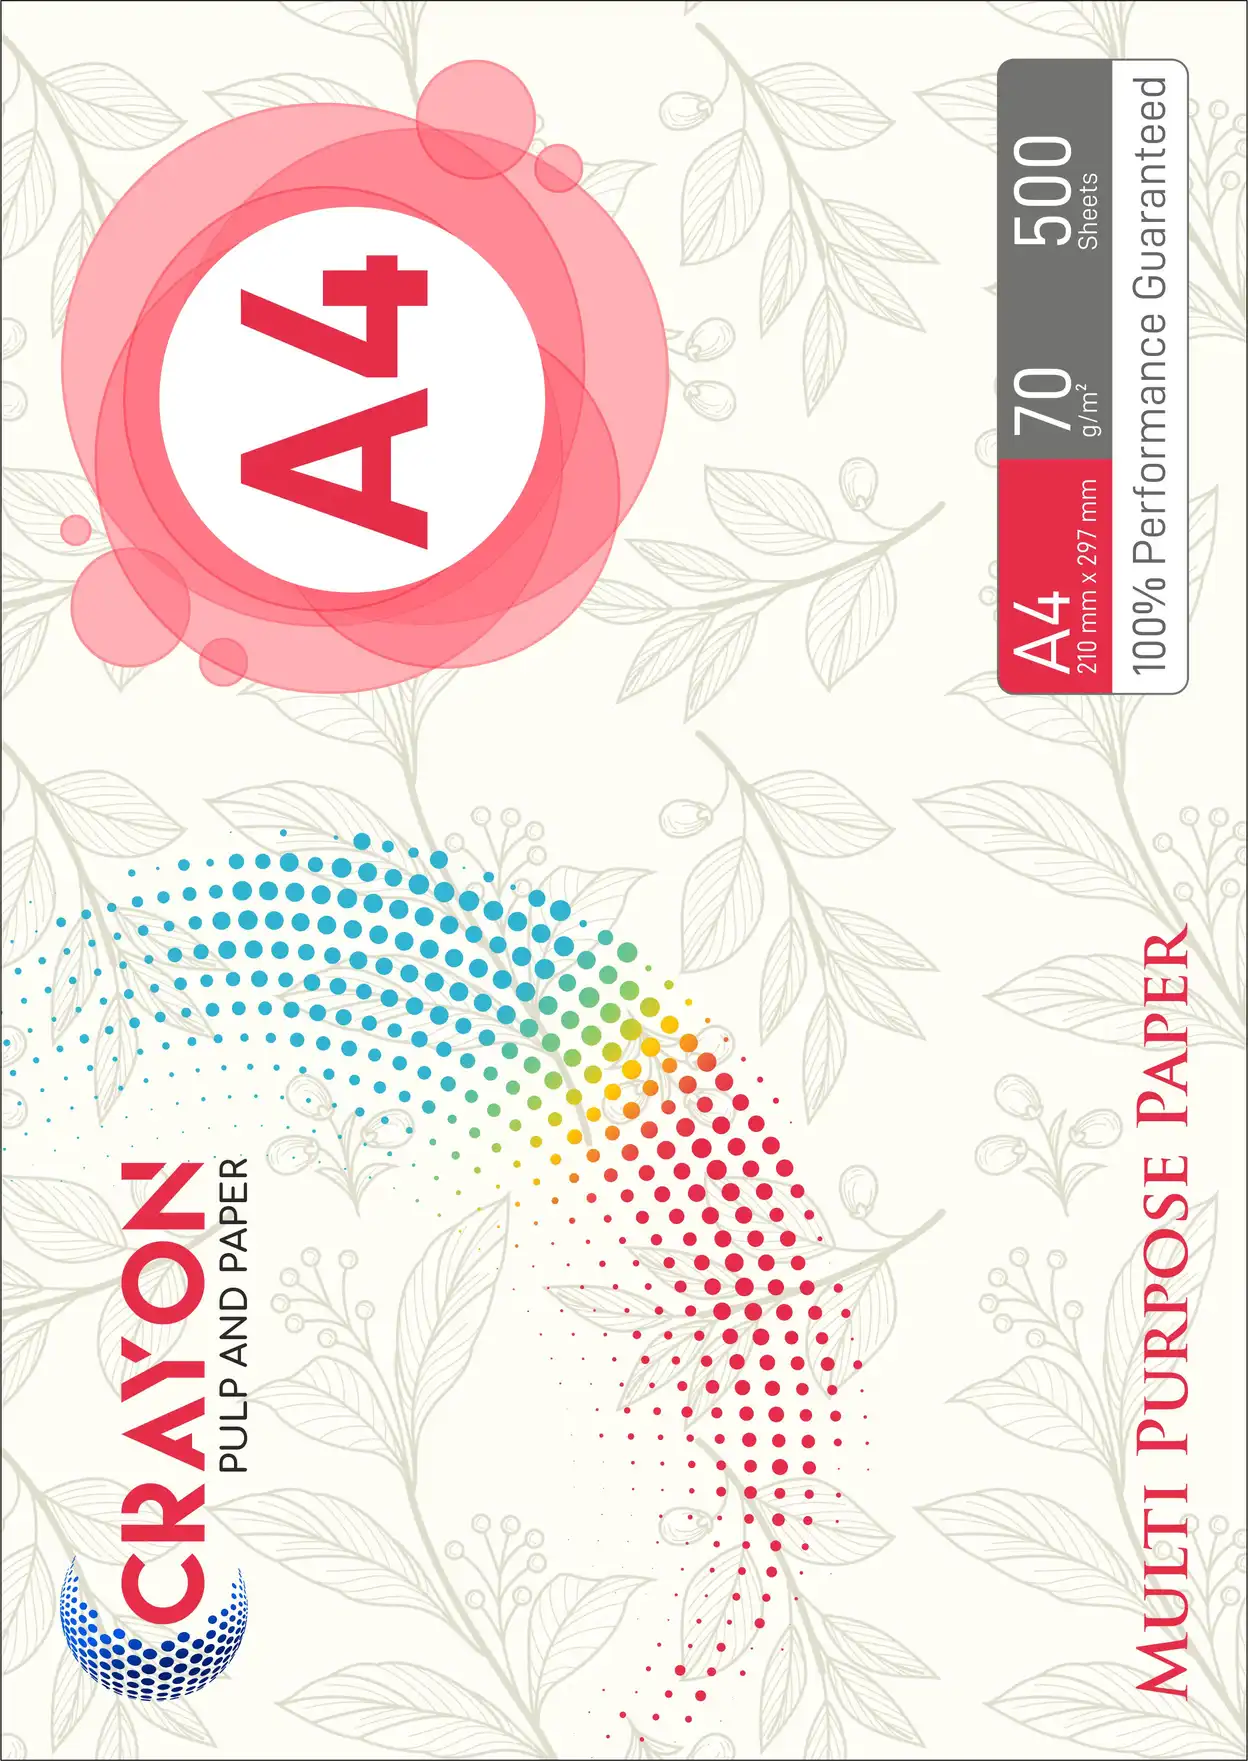 CRAYON
PULP AND PAPER
A4
MULTI PURPOSE PAPER
A4
210 mm x 297 mm
70
g/m²
500
Sheets
100% Performance Guaranteed